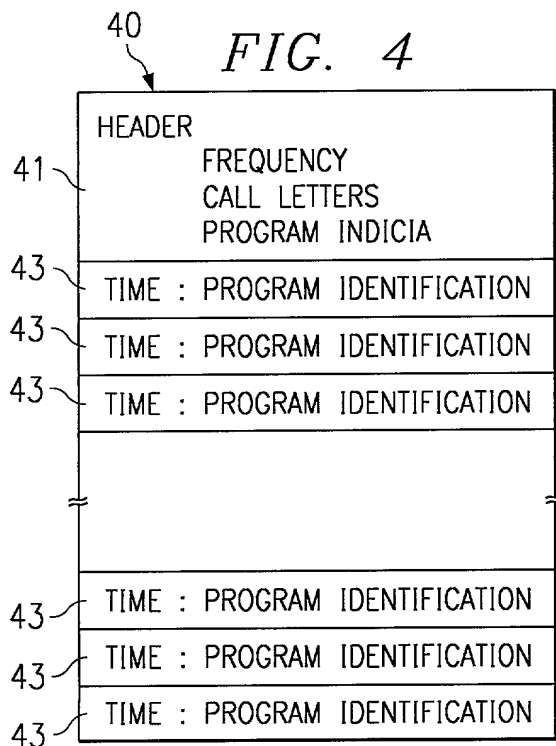 40
FIG. 4
HEADER
41
FREQUENCY
CALL LETTERS
PROGRAM INDICIA
43 TIME : PROGRAM IDENTIFICATION
43 TIME : PROGRAM IDENTIFICATION
43 TIME : PROGRAM IDENTIFICATION
43 TIME : PROGRAM IDENTIFICATION
43 TIME : PROGRAM IDENTIFICATION
43 TIME : PROGRAM IDENTIFICATION